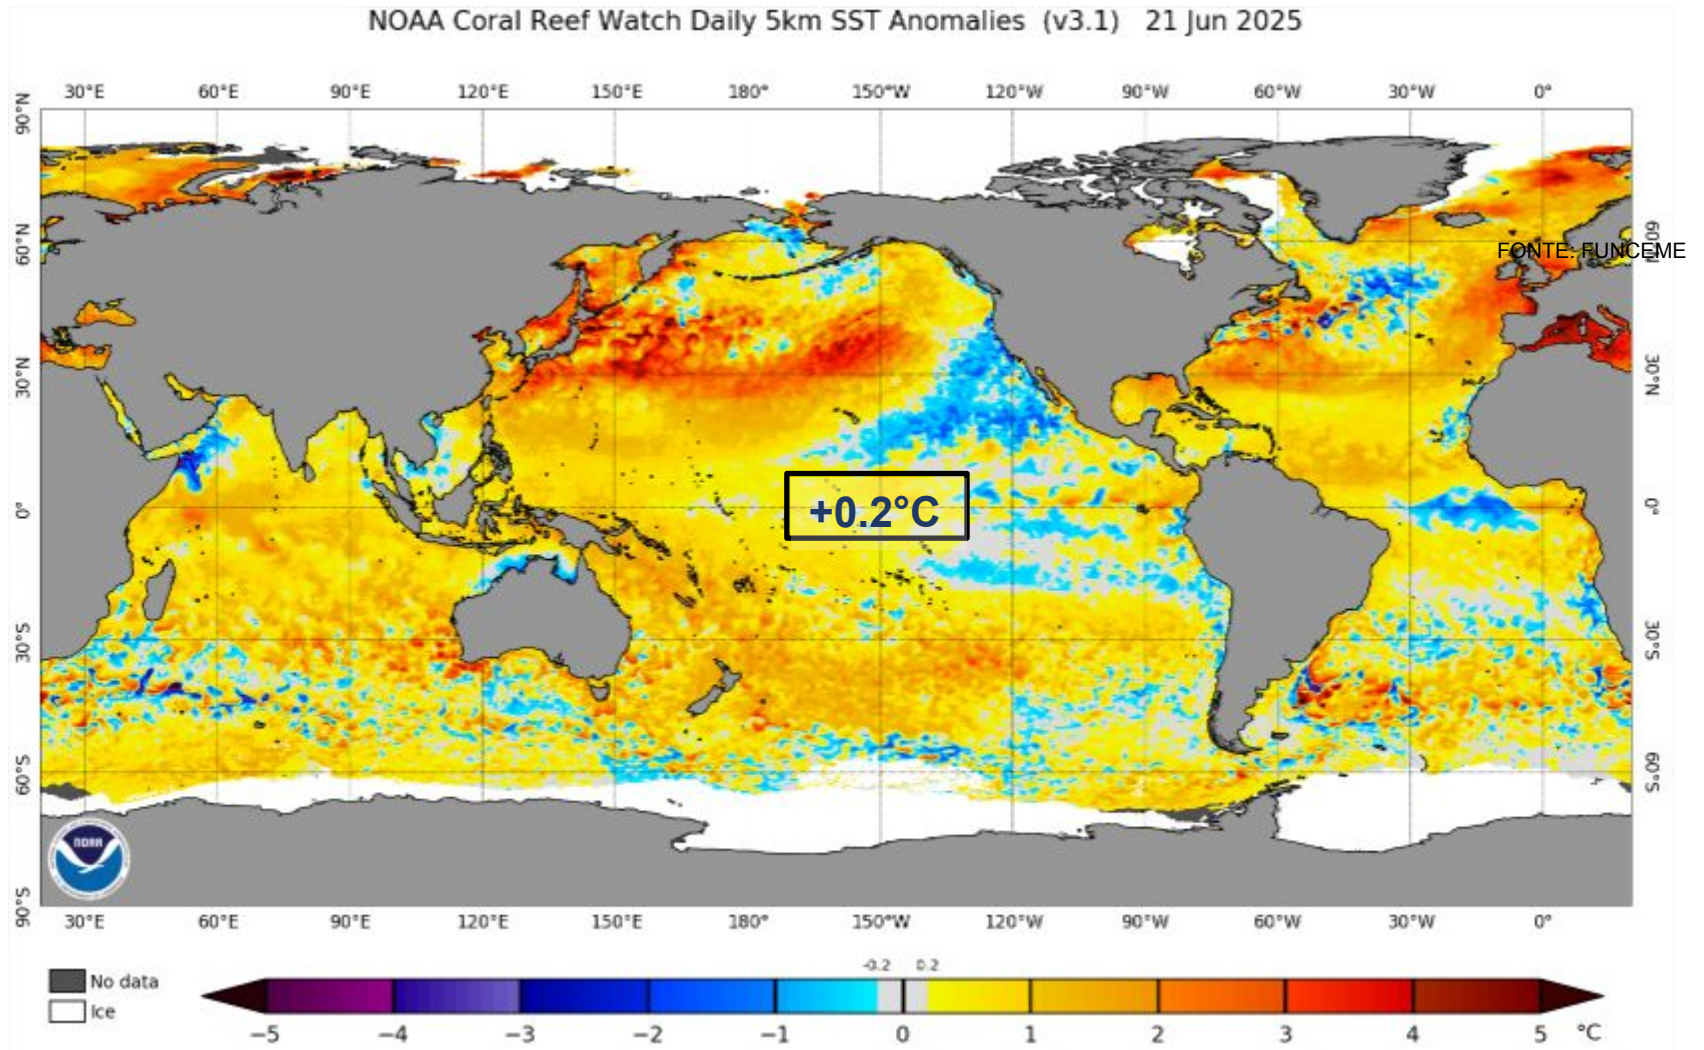 NOAA Coral Reef Watch Daily 5km SST Anomalies (v3.1) 21 Jun 2025
30°E 60°E 90°E 120°E 150°E 180° 150°W 120°W 90°W 60°W 30°W 0°
90°N
60°N
30°N
0°
30°S
60°S
90°S
60°N
30°N
0°
30°S
60°S
FONTE: FUNCEME
+0.2°C
NOAA
30°E 60°E 90°E 120°E 150°E 180° 150°W 120°W 90°W 60°W 30°W 0°
No data
Ice
-0.2 0.2
−5 −4 −3 −2 −1 0 1 2 3 4 5 °C